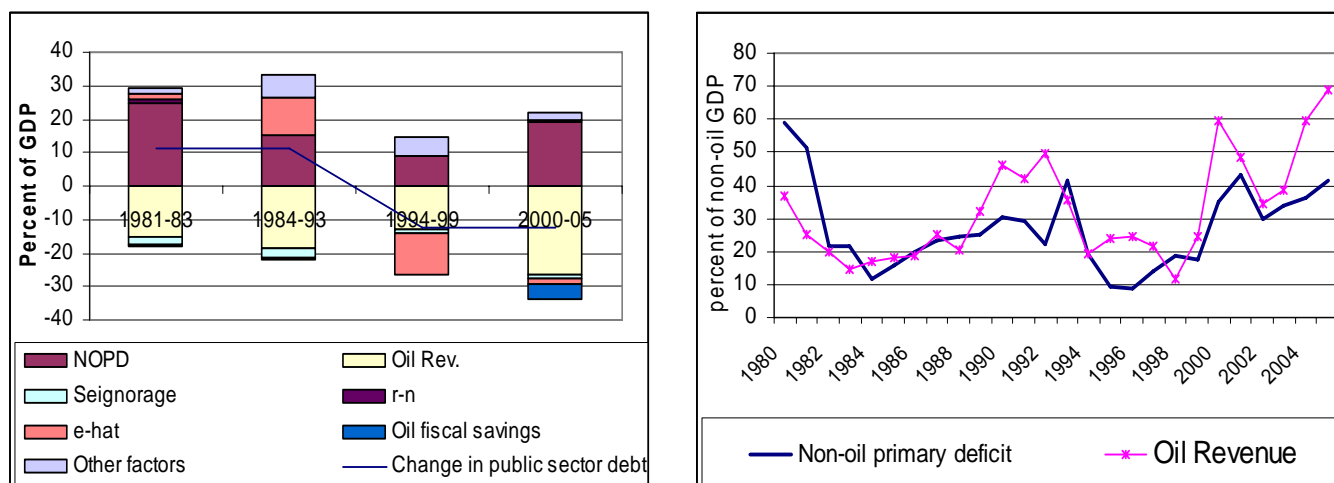 Percent of GDP
40
30
20
10
0
-10
-20
-30
-40
1981-83
1984-93
1994-99
2000-05
NOPD
Oil Rev.
Seignorage
r-n
e-hat
Oil fiscal savings
Other factors
Change in public sector debt
percent of non-oil GDP
80
70
60
50
40
30
20
10
0
1980
1982
1984
1986
1988
1990
1992
1994
1996
1998
2000
2002
2004
Non-oil primary deficit
Oil Revenue